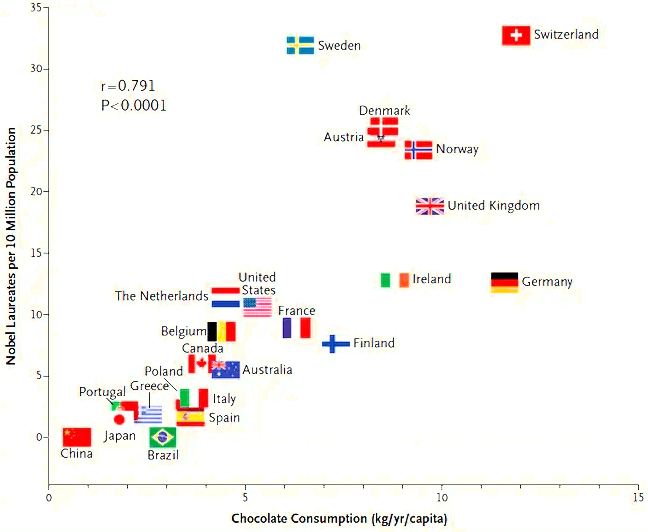 35
30
25
20
15
10
5
0
Nobel Laureates per 10 Million Population
r=0.791
P<0.0001
Switzerland
Sweden
Denmark
Austria
Norway
United Kingdom
Ireland
Germany
United
States
The Netherlands
France
Belgium
Finland
Canada
Australia
Poland
Portugal
Greece
Italy
Spain
Japan
China
Brazil
0
5
10
15
Chocolate Consumption (kg/yr/capita)